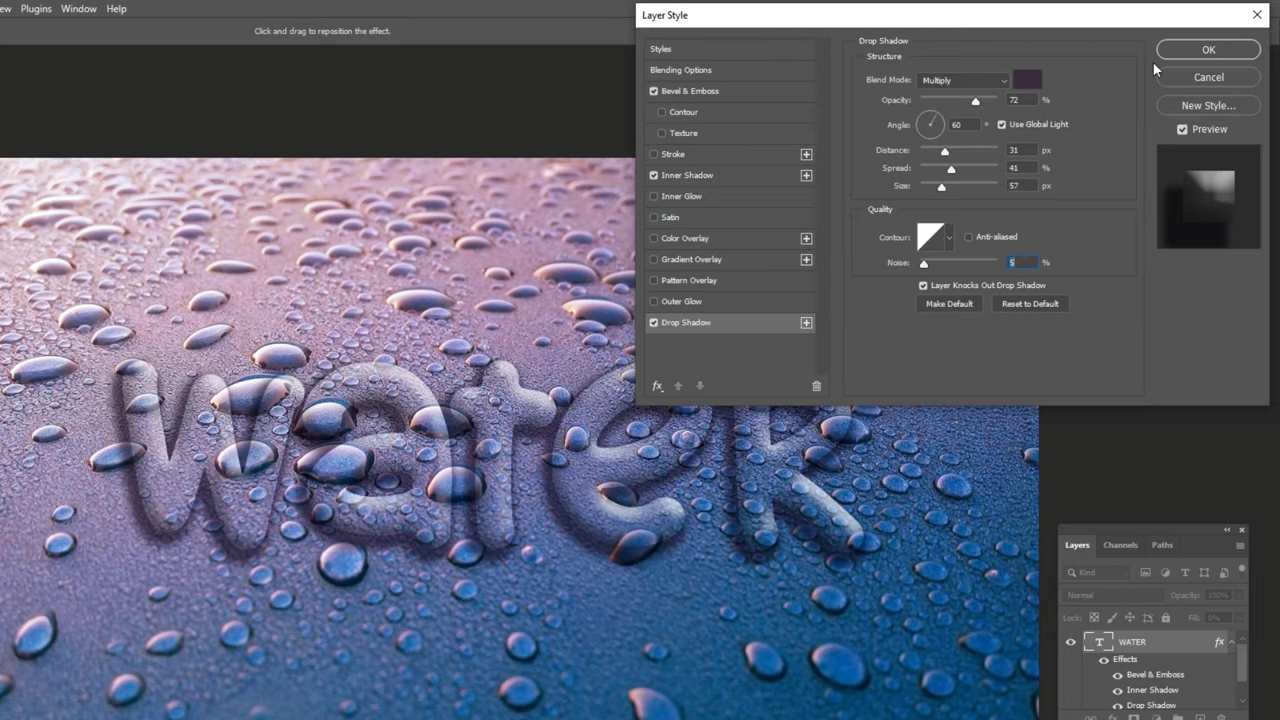 ew Plugins Window Help
Click and drag to reposition the effect.
Layer Style
Styles
Blending Options
Bevel & Emboss
Contour
Texture
Stroke
Inner Shadow
Inner Glow
Satin
Color Overlay
Gradient Overlay
Pattern Overlay
Outer Glow
Drop Shadow
fx
Drop Shadow
Structure
Blend Mode: Multiply
Opacity: 72 %
Angle: 60 ° Use Global Light
Distance: 31 px
Spread: 41 %
Size: 57 px
Quality
Contour: Anti-aliased
Noise: 5 %
Layer Knocks Out Drop Shadow
Make Default Reset to Default
OK
Cancel
New Style...
Preview
water
Layers Channels Paths
Kind
Normal Opacity: 100%
Lock: Fill: 0%
T WATER fx
Effects
Bevel & Emboss
Inner Shadow
Drop Shadow